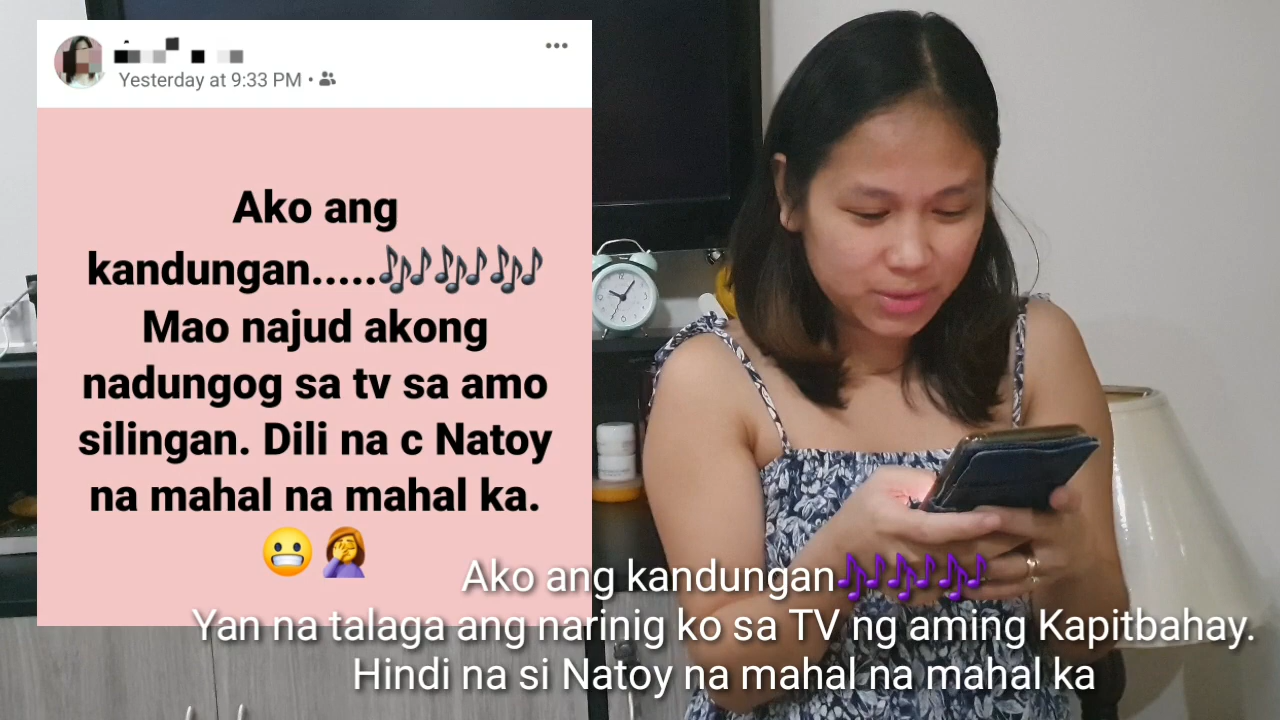 Yesterday at 9:33 PM •
Ako ang
kandungan.....🎶🎶🎶
Mao najud akong
nadungog sa tv sa amo
silingan. Dili na c Natoy
na mahal na mahal ka.
😬🤦‍♀️
Ako ang kandungan🎶🎶🎶
Yan na talaga ang narinig ko sa TV ng aming Kapitbahay.
Hindi na si Natoy na mahal na mahal ka